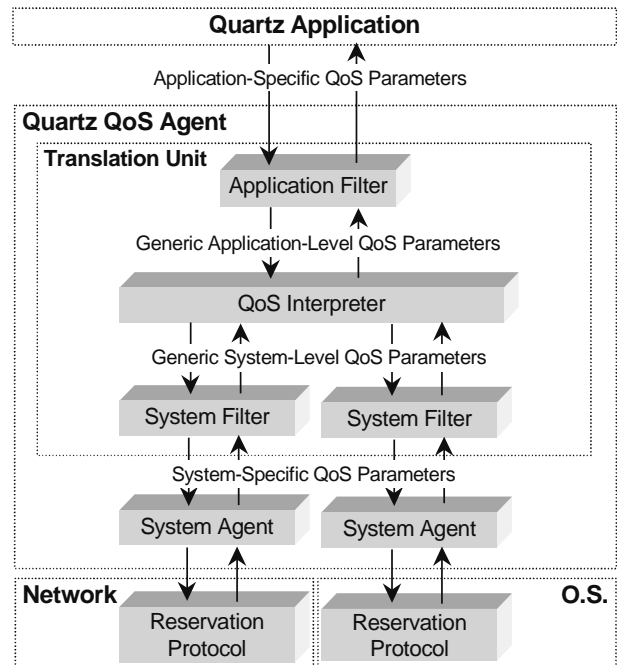 Quartz Application
Application-Specific QoS Parameters
Quartz QoS Agent
Translation Unit
Application Filter
Generic Application-Level QoS Parameters
QoS Interpreter
Generic System-Level QoS Parameters
System Filter
System Filter
System-Specific QoS Parameters
System Agent
System Agent
Network
O.S.
Reservation
Protocol
Reservation
Protocol